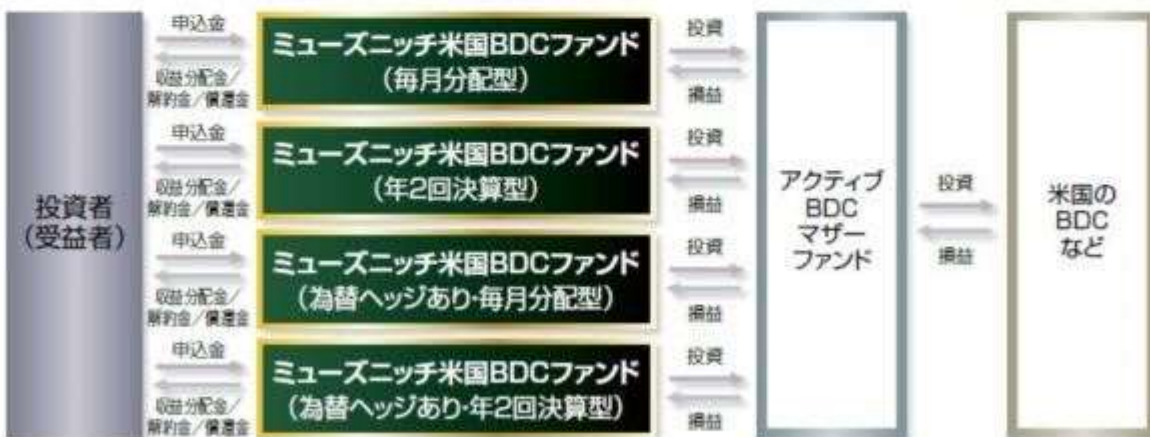 投資者
(受益者)
申込金
収益分配金/
解約金/償還金
ミューズニッチ米国BDCファンド
(毎月分配型)
投資
損益
申込金
収益分配金/
解約金/償還金
ミューズニッチ米国BDCファンド
(年2回決算型)
投資
損益
申込金
収益分配金/
解約金/償還金
ミューズニッチ米国BDCファンド
(為替ヘッジあり・毎月分配型)
投資
損益
申込金
収益分配金/
解約金/償還金
ミューズニッチ米国BDCファンド
(為替ヘッジあり・年2回決算型)
投資
損益
アクティブ
BDC
マザー
ファンド
投資
損益
米国の
BDC
など